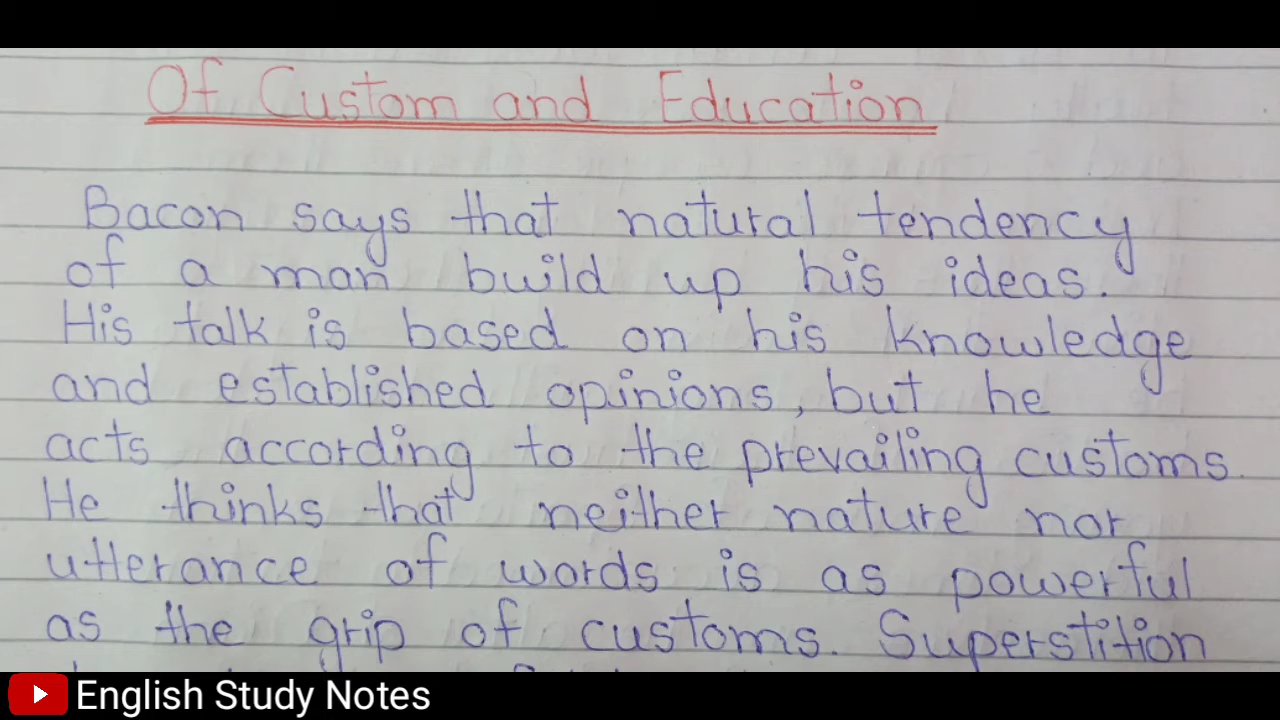 Of Custom and Education
Bacon says that natural tendency
of a man build up his ideas.
His talk is based on his knowledge
and established opinions, but he
acts according to the prevailing customs.
He thinks that neither nature nor
utterance of words is as powerful
as the grip of customs. Superstition
English Study Notes